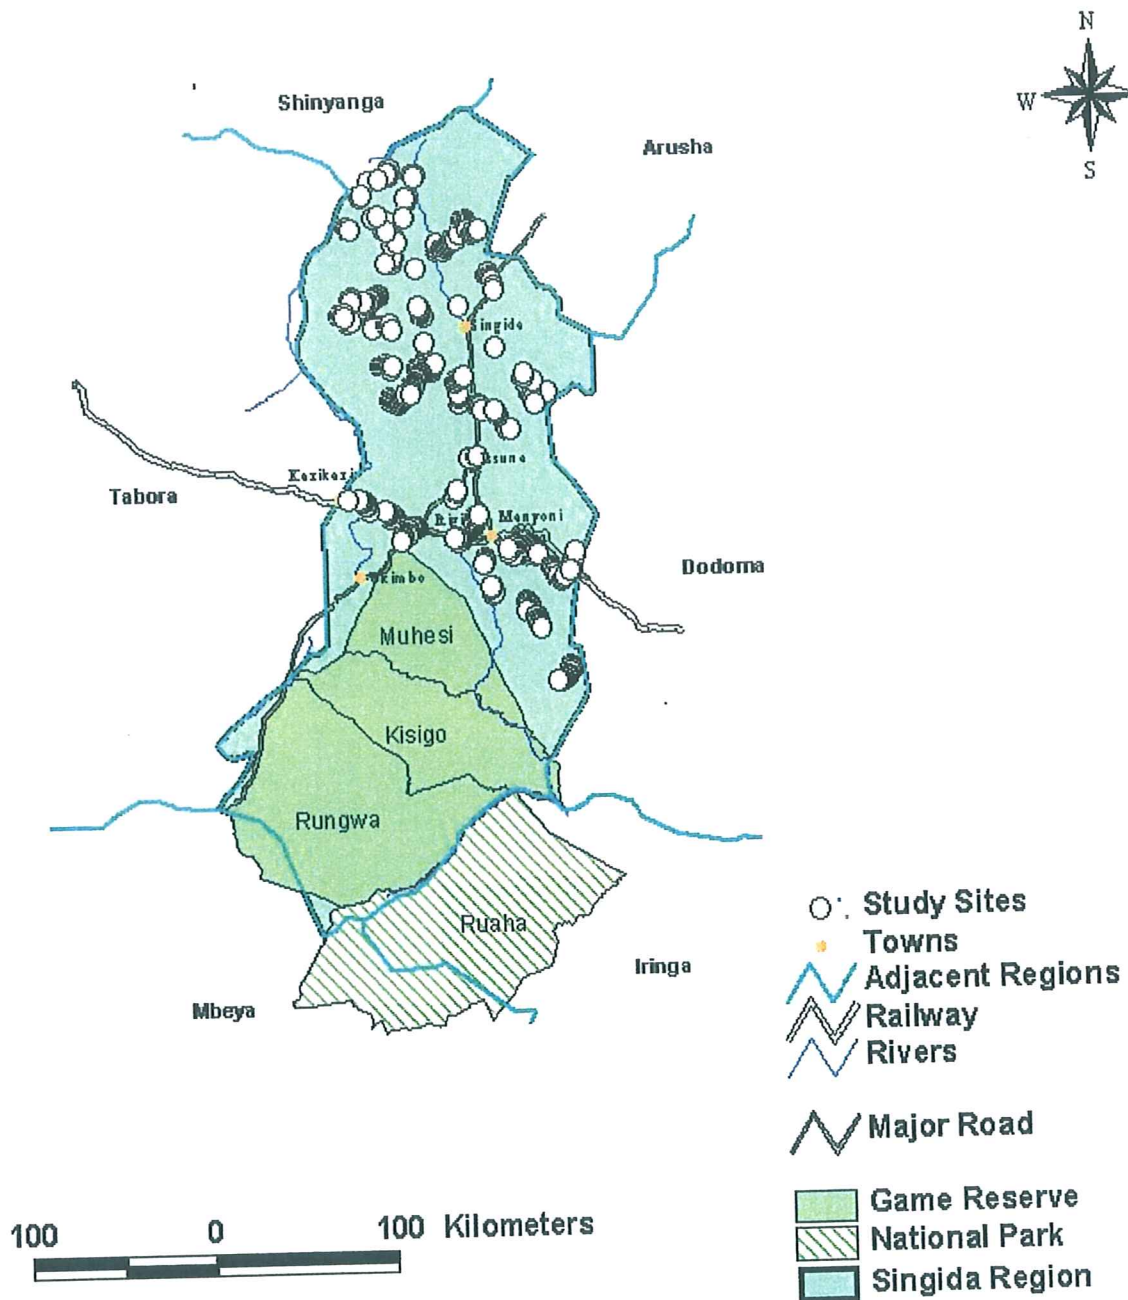 N
W
S
Shinyanga
Arusha
Singida
Kazikazi
Tabora
Manyoni
Dodoma
Muhesi
Kisigo
Rungwa
Ruaha
Iringa
Mbeya
Study Sites
Towns
Adjacent Regions
Railway
Rivers
Major Road
Game Reserve
National Park
Singida Region
100 0 100 Kilometers